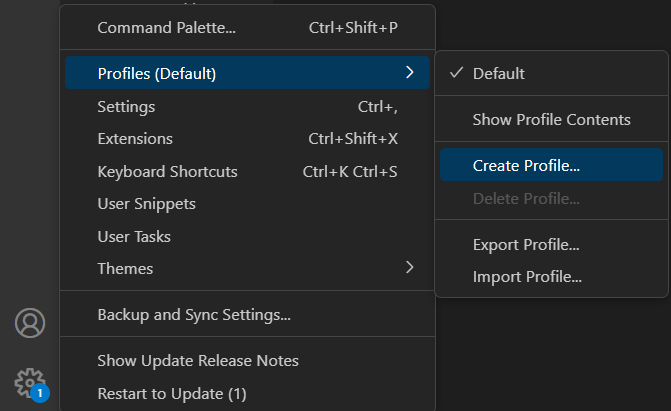 Command Palette... Ctrl+Shift+P
Profiles (Default)
Settings Ctrl+,
Extensions Ctrl+Shift+X
Keyboard Shortcuts Ctrl+K Ctrl+S
User Snippets
User Tasks
Themes
Backup and Sync Settings...
Show Update Release Notes
Restart to Update (1)
Default
Show Profile Contents
Create Profile...
Delete Profile...
Export Profile...
Import Profile...
1